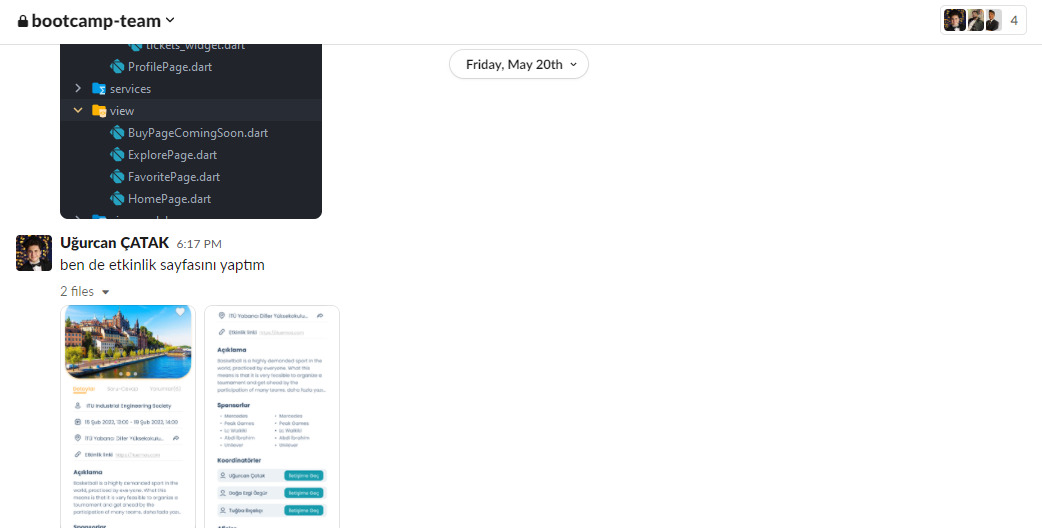 bootcamp-team
4
tickets_widget.dart
Friday, May 20th
ProfilePage.dart
services
view
BuyPageComingSoon.dart
ExplorePage.dart
FavoritePage.dart
HomePage.dart
Uğurcan ÇATAK 6:17 PM
ben de etkinlik sayfasını yaptım
2 files
İTÜ Industrial Engineering Society
15 Şub 2022, 13:00 - 19 Şub 2022, 14:00
İTÜ Yabancı Diller Yüksekokulu...
Etkinlik linki
Açıklama
Basketball is a highly demanded sport in the
world, practiced by everyone. What this
means is that it is very feasible to organize a
tournament and get ahead by the
participation of many teams. daha fazla
Sponsorlar
İTÜ Yabancı Diller Yüksekokulu...
Etkinlik linki
Açıklama
Basketball is a highly demanded sport in the
world, practiced by everyone. What this
means is that it is very feasible to organize a
tournament and get ahead by the
participation of many teams. daha fazla
Sponsorlar
Mercedes Mercedes
Peak Games Peak Games
Lc Waikiki Lc Waikiki
Abdi İbrahim Abdi İbrahim
Unilever Unilever
Koordinatörler
Uğurcan Çatak İletişime Geç
Doğa Ezgi Özgür İletişime Geç
Tuğba İletişime Geç